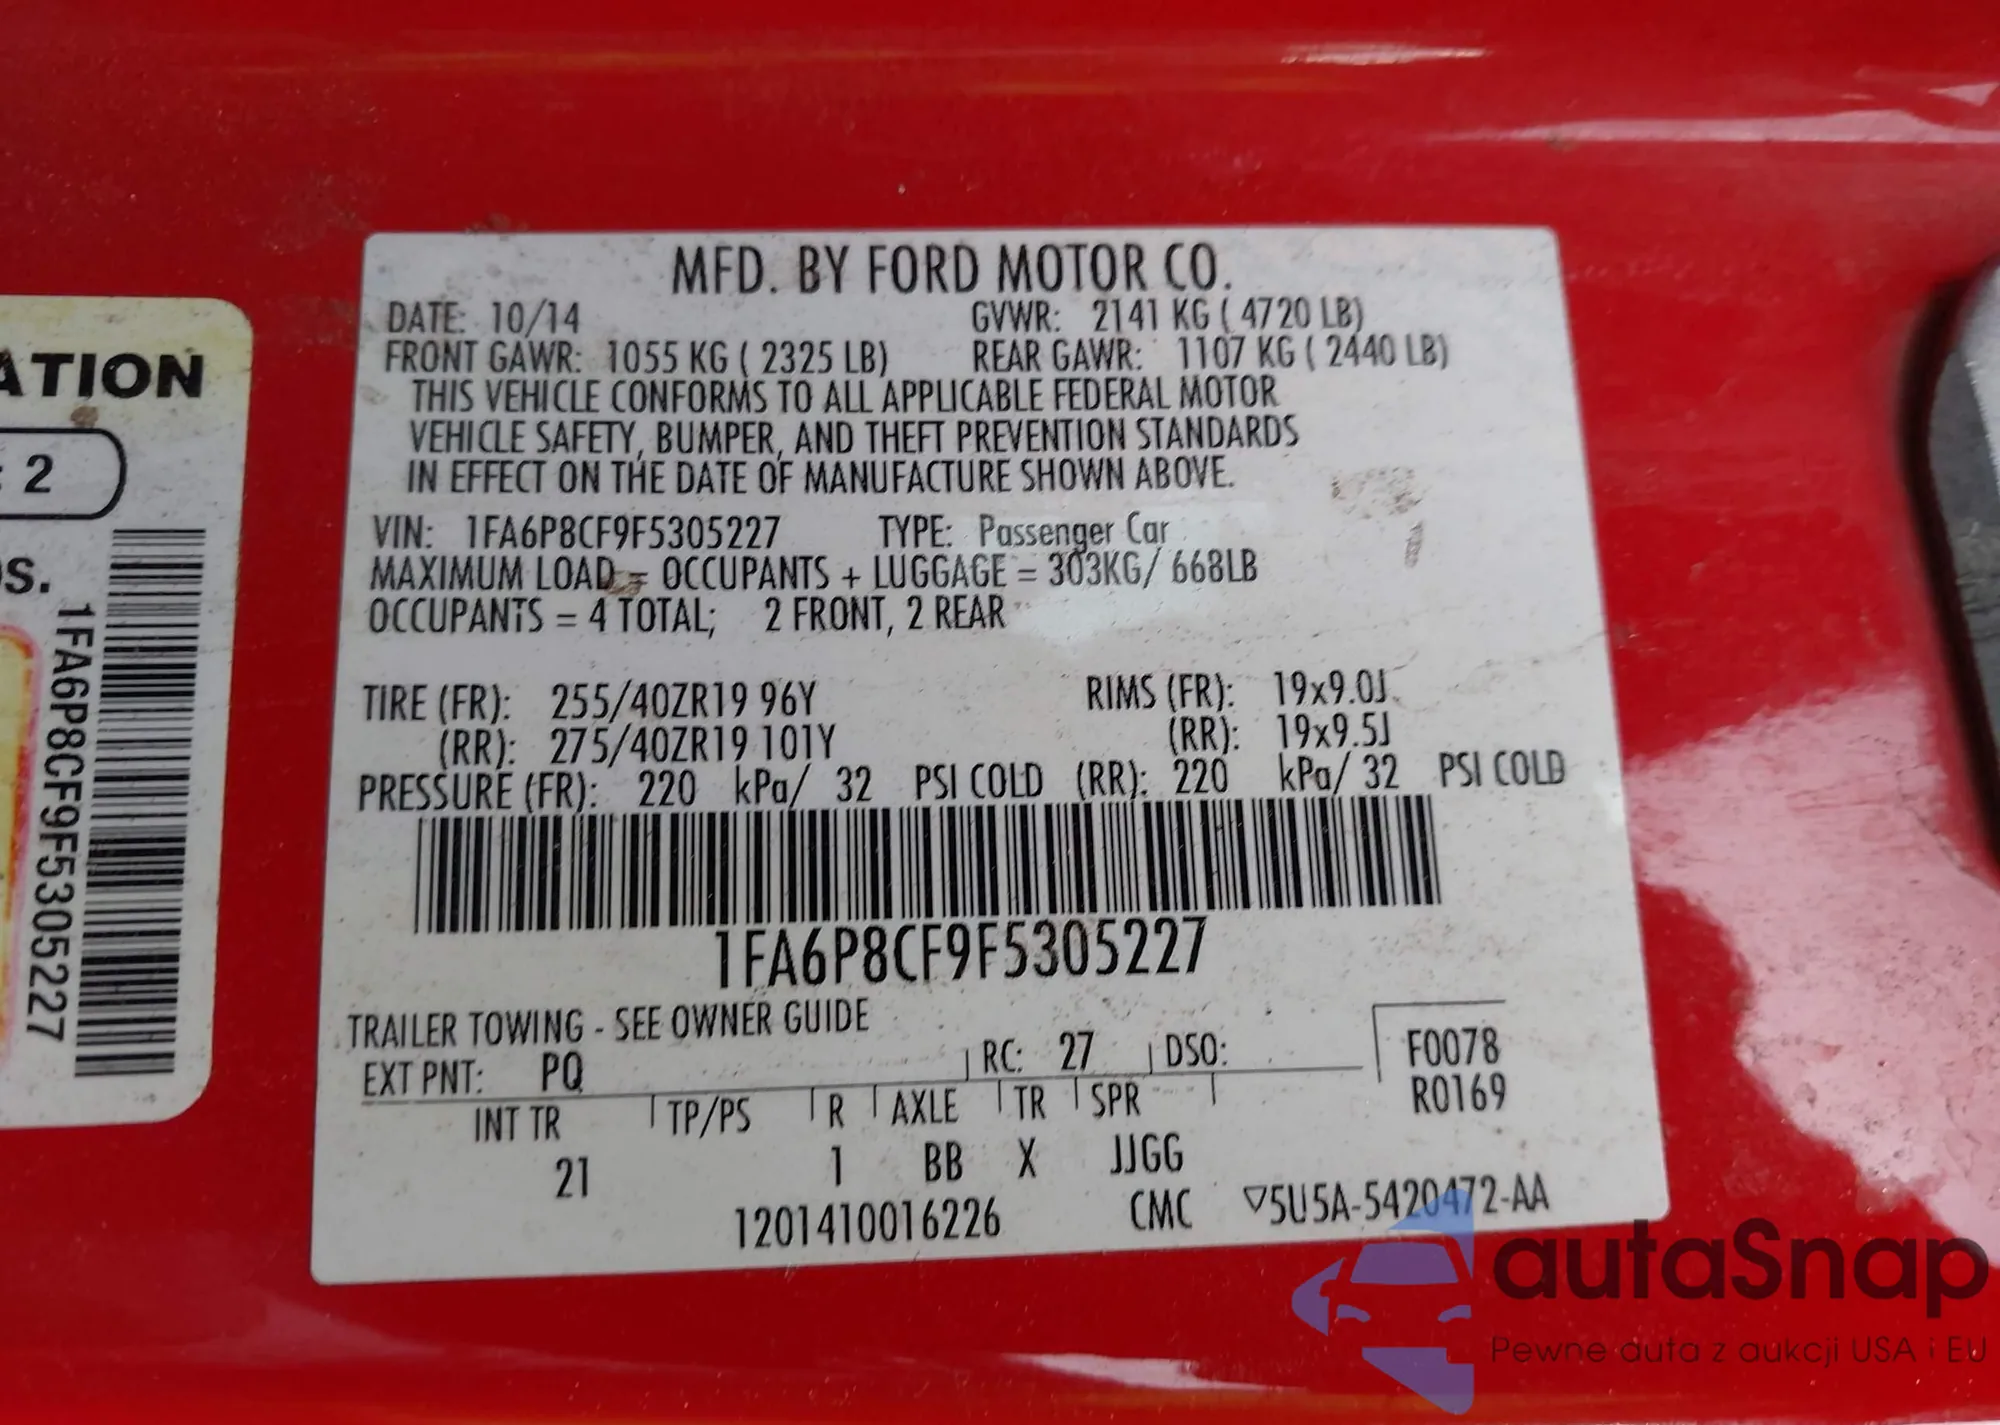 MFD. BY FORD MOTOR CO.
DATE: 10/14 GVWR: 2141 KG ( 4720 LB)
FRONT GAWR: 1055 KG ( 2325 LB) REAR GAWR: 1107 KG ( 2440 LB)
THIS VEHICLE CONFORMS TO ALL APPLICABLE FEDERAL MOTOR
VEHICLE SAFETY, BUMPER, AND THEFT PREVENTION STANDARDS
IN EFFECT ON THE DATE OF MANUFACTURE SHOWN ABOVE.
VIN: 1FA6P8CF9F5305227 TYPE: Passenger Car
MAXIMUM LOAD = OCCUPANTS + LUGGAGE = 303KG/ 668LB
OCCUPANTS = 4 TOTAL; 2 FRONT, 2 REAR
TIRE (FR): 255/40ZR19 96Y RIMS (FR): 19x9.0J
(RR): 275/40ZR19 101Y (RR): 19x9.5J
PRESSURE (FR): 220 kPa/ 32 PSI COLD (RR): 220 kPa/ 32 PSI COLD
1FA6P8CF9F5305227
TRAILER TOWING - SEE OWNER GUIDE
EXT PNT: PQ RC: 27 DSO: F0078
R0169
INT TR TP/PS R AXLE TR SPR
21 1 BB X JJGG
1201410016226 CMC ▽5U5A-5420472-AA
ATION
: 2
S.
1FA6P8CF9F5305227
autaSnap
Pewne auta z aukcji USA i EU